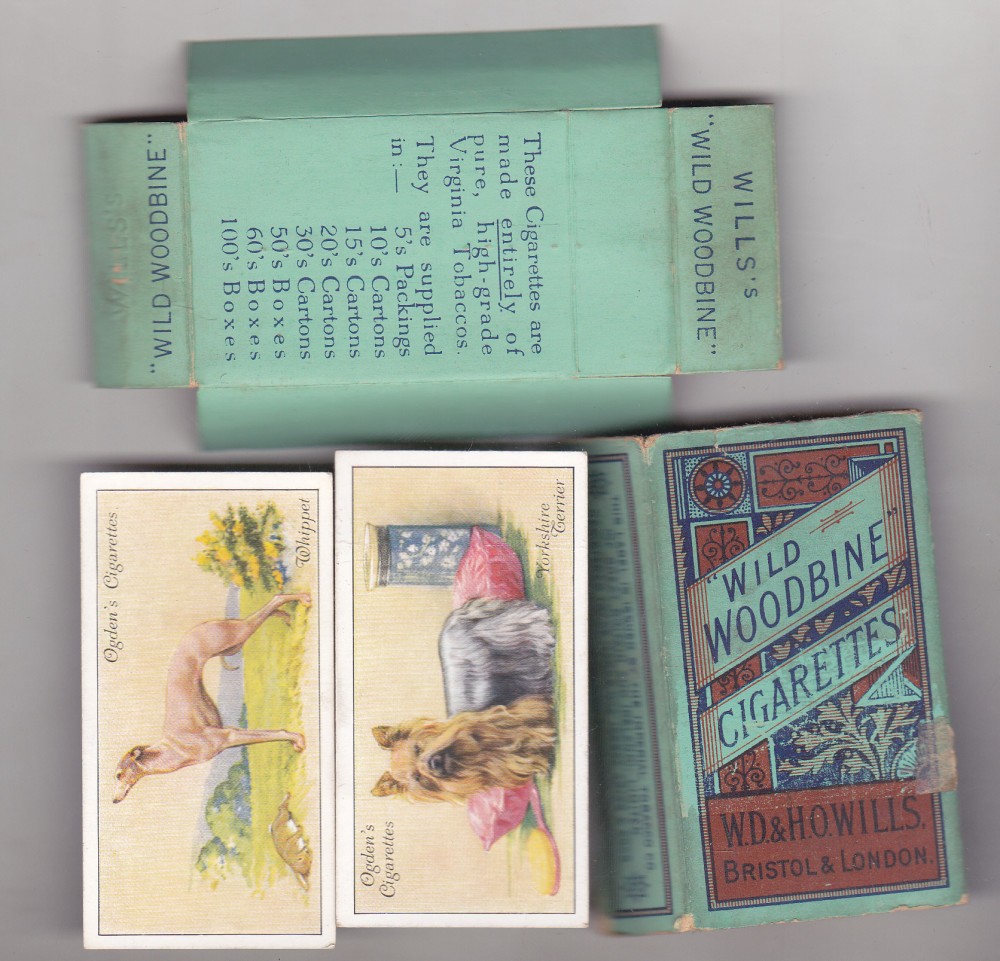 WILLS's
"WILD WOODBINE"
These Cigarettes are
made entirely of
pure, high-grade
Virginia Tobaccos.
They are supplied
in:—
5's Packings
10's Cartons
15's Cartons
20's Cartons
30's Cartons
50's Boxes
60's Boxes
100's Boxes
WILLS's
"WILD WOODBINE"
Ogden's Cigarettes.
Whippet
Ogden's
Cigarettes
Yorkshire
Terrier
"WILD
WOODBINE"
CIGARETTES
W.D.& H.O. WILLS.
BRISTOL & LONDON.